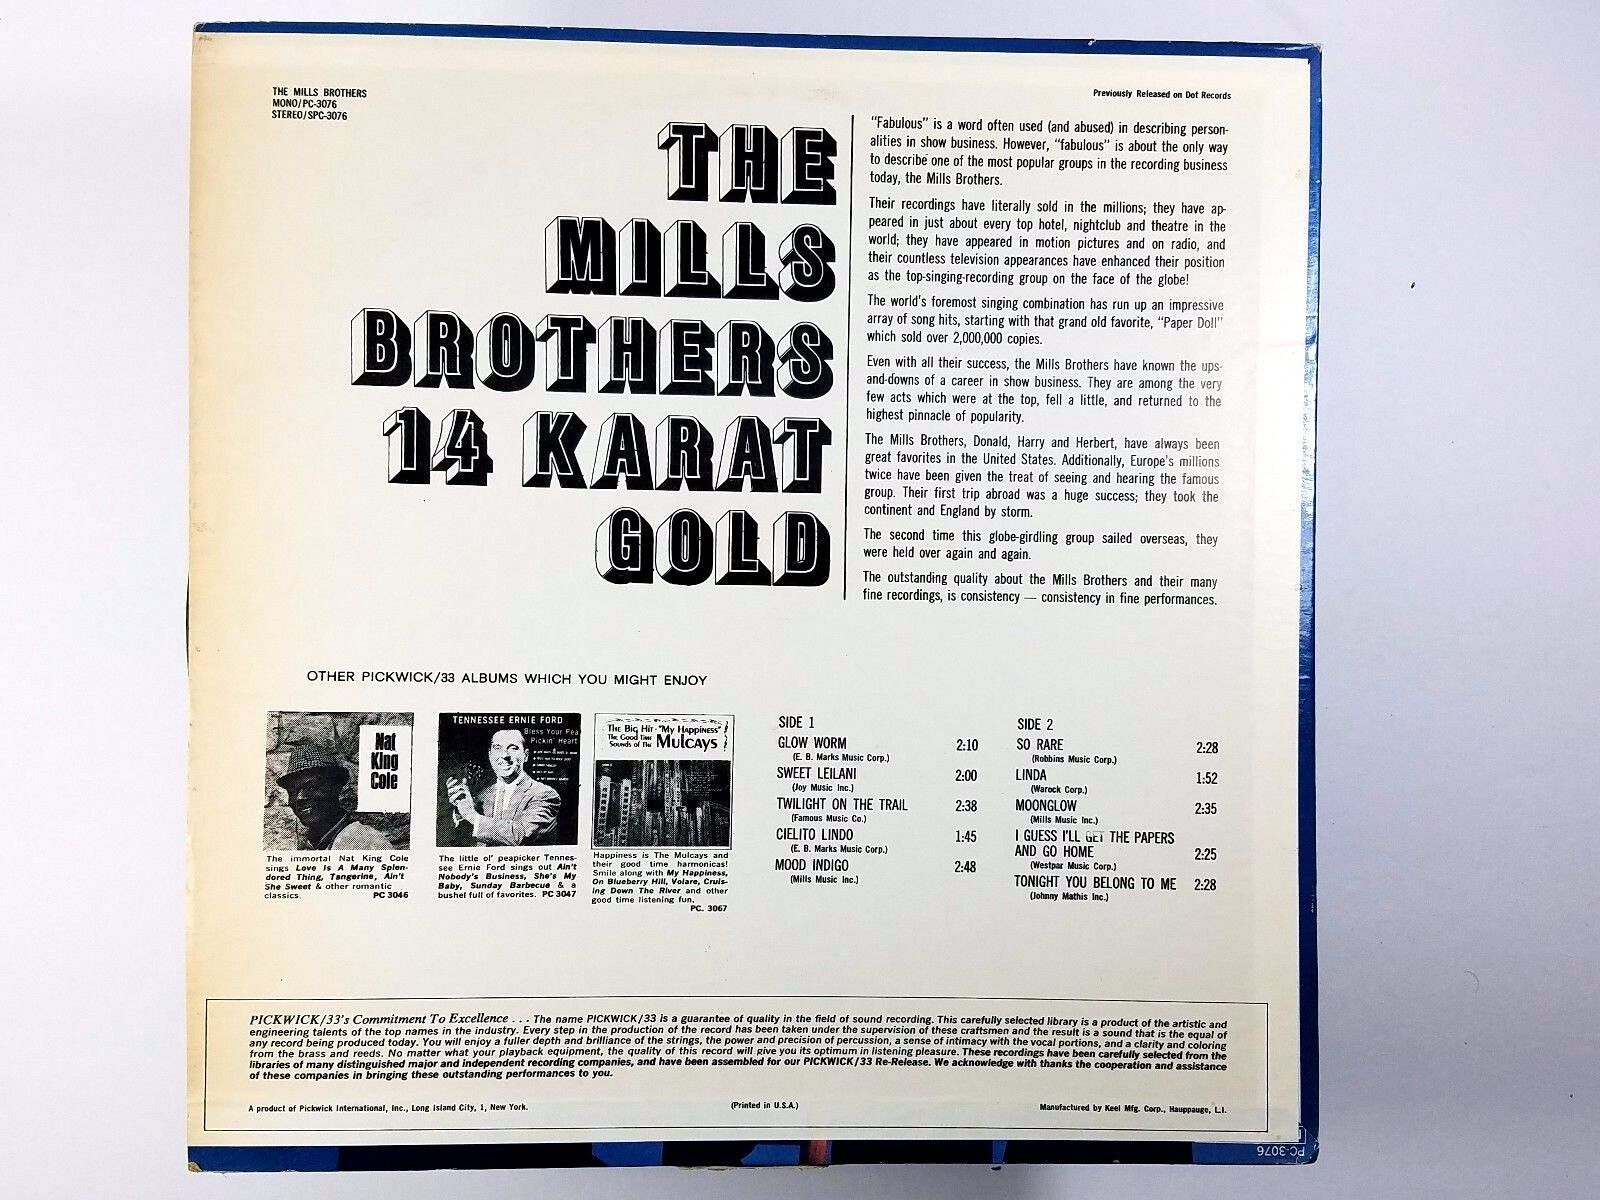 THE MILLS BROTHERS
MONO/PC-3076
STEREO/SPC-3076
Previously Released on Dot Records
THE
MILLS
BROTHERS
14 KARAT
GOLD
"Fabulous" is a word often used (and abused) in describing person-
alities in show business. However, "fabulous" is about the only way
to describe one of the most popular groups in the recording business
today, the Mills Brothers.
Their recordings have literally sold in the millions; they have ap-
peared in just about every top hotel, nightclub and theatre in the
world; they have appeared in motion pictures and on radio, and
their countless television appearances have enhanced their position
as the top-singing-recording group on the face of the globe!
The world's foremost singing combination has run up an impressive
array of song hits, starting with that grand old favorite, "Paper Doll"
which sold over 2,000,000 copies.
Even with all their success, the Mills Brothers have known the ups-
and-downs of a career in show business. They are among the very
few acts which were at the top, fell a little, and returned to the
highest pinnacle of popularity.
The Mills Brothers, Donald, Harry and Herbert, have always been
great favorites in the United States. Additionally, Europe's millions
twice have been given the treat of seeing and hearing the famous
group. Their first trip abroad was a huge success; they took the
continent and England by storm.
The second time this globe-girdling group sailed overseas, they
were held over again and again.
The outstanding quality about the Mills Brothers and their many
fine recordings, is consistency — consistency in fine performances.
OTHER PICKWICK/33 ALBUMS WHICH YOU MIGHT ENJOY
Nat
King
Cole
The immortal Nat King Cole
sings Love Is A Many Splen-
dored Thing, Tangerine, Ain't
She Sweet & other romantic
classics. PC 3046
TENNESSEE ERNIE FORD
Bless Your Pea
Pickin' Heart
The little ol' peapicker Tennes-
see Ernie Ford sings out Ain't
Nobody's Business, She's My
Baby, Sunday Barbecue & a
bushel full of favorites. PC 3047
The Big Hit - "My Happiness"
The Good Time
Sounds of The Mulcays
Happiness is The Mulcays and
their good time harmonicas!
Smile along with My Happiness,
On Blueberry Hill, Volare, Cruis-
ing Down The River and other
good time listening fun.
PC. 3067
SIDE 1
GLOW WORM 2:10
(E. B. Marks Music Corp.)
SWEET LEILANI 2:00
(Joy Music Inc.)
TWILIGHT ON THE TRAIL 2:38
(Famous Music Co.)
CIELITO LINDO 1:45
(E. B. Marks Music Corp.)
MOOD INDIGO 2:48
(Mills Music Inc.)
SIDE 2
SO RARE 2:28
(Robbins Music Corp.)
LINDA 1:52
(Warock Corp.)
MOONGLOW 2:35
(Mills Music Inc.)
I GUESS I'LL GET THE PAPERS
AND GO HOME 2:25
(Westpar Music Corp.)
TONIGHT YOU BELONG TO ME 2:28
(Johnny Mathis Inc.)
PICKWICK/33's Commitment To Excellence . . . The name PICKWICK/33 is a guarantee of quality in the field of sound recording. This carefully selected library is a product of the artistic and
engineering talents of the top names in the industry. Every step in the production of the record has been taken under the supervision of these craftsmen and the result is a sound that is the equal of
any record being produced today. You will enjoy a fuller depth and brilliance of the strings, the power and precision of percussion, a sense of intimacy with the vocal portions, and a clarity and coloring
from the brass and reeds. No matter what your playback equipment, the quality of this record will give you its optimum in listening pleasure. These recordings have been carefully selected from the
libraries of many distinguished major and independent recording companies, and have been assembled for our PICKWICK/33 Re-Release. We acknowledge with thanks the cooperation and assistance
of these companies in bringing these outstanding performances to you.
A product of Pickwick International, Inc., Long Island City, 1, New York. (Printed in U.S.A.) Manufactured by Keel Mfg. Corp., Hauppauge, L.I.
PC-3076